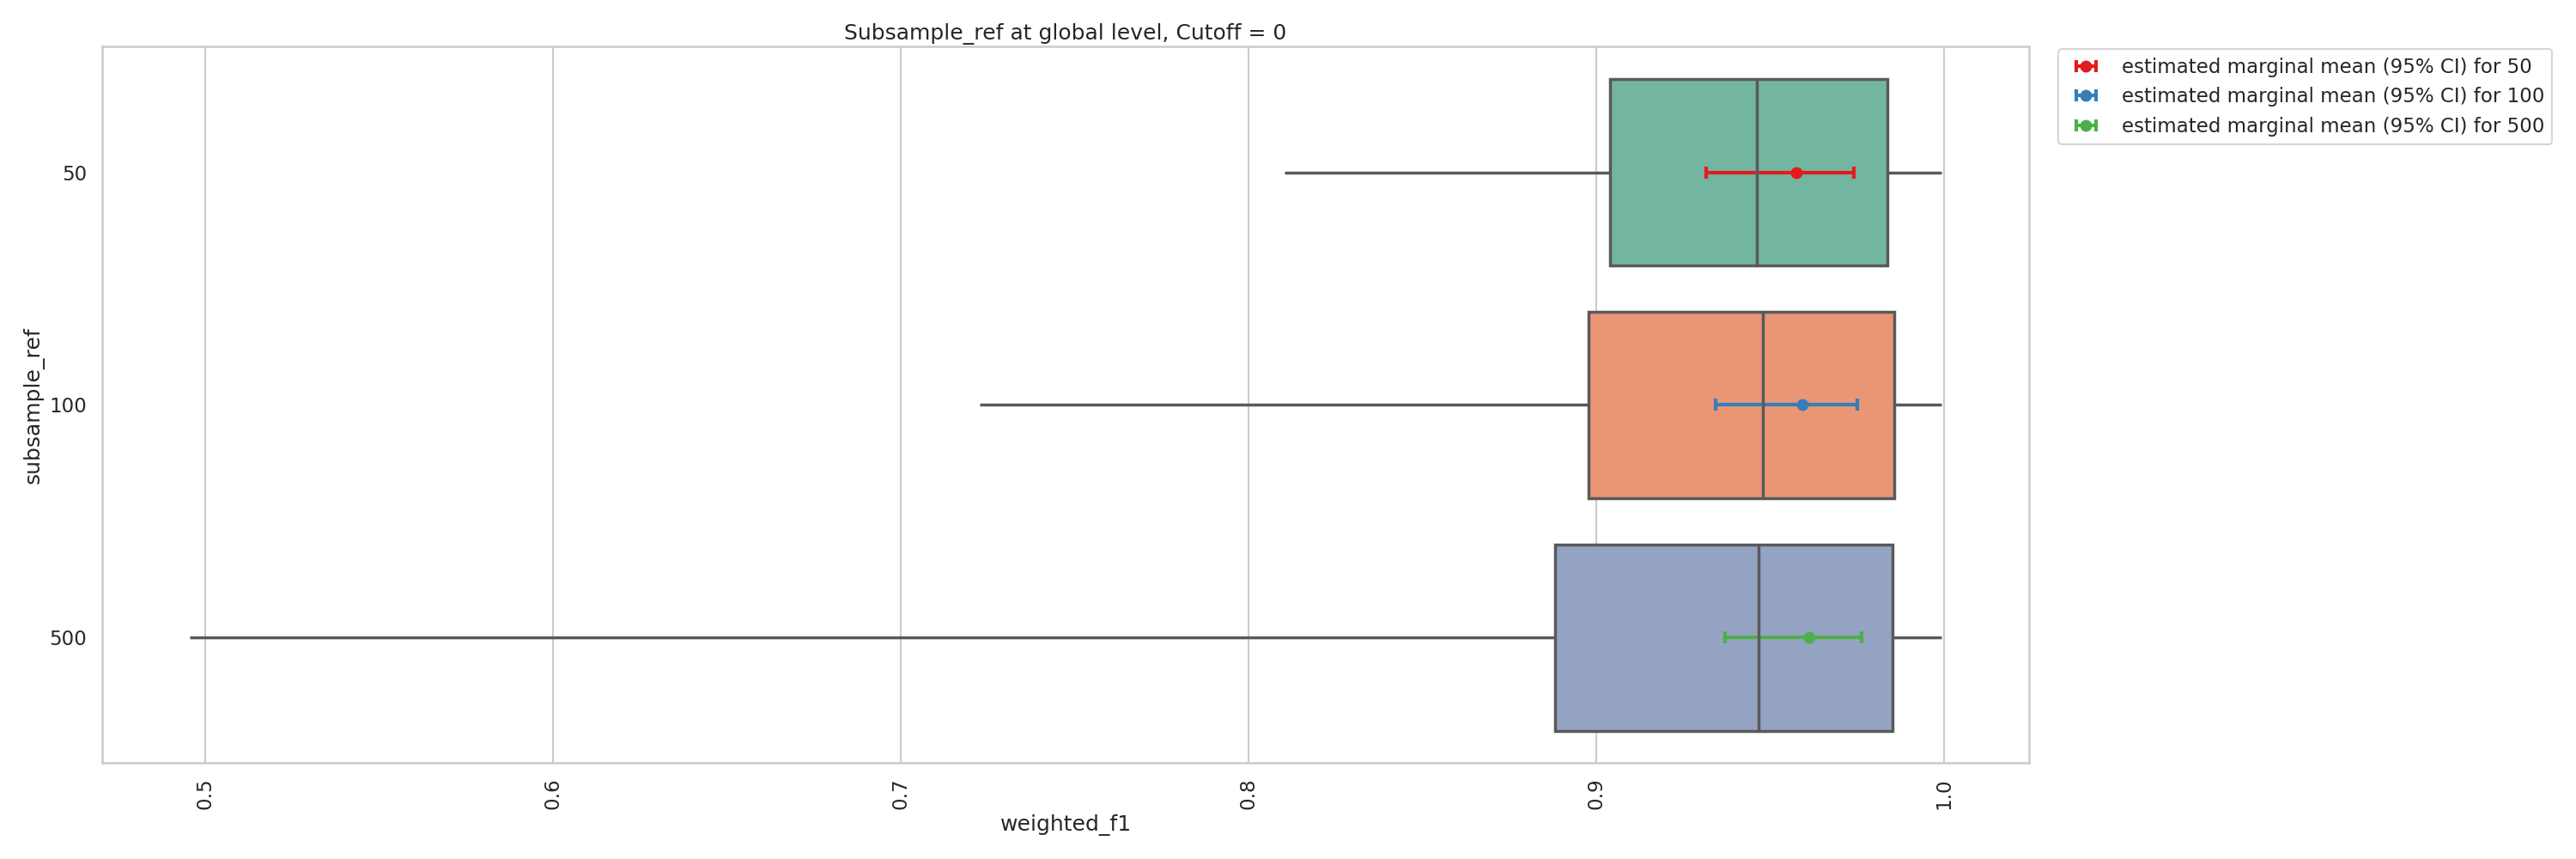 Subsample_ref at global level, Cutoff = 0
estimated marginal mean (95% CI) for 50
estimated marginal mean (95% CI) for 100
estimated marginal mean (95% CI) for 500
subsample_ref
50
100
500
0.5
0.6
0.7
0.8
0.9
1.0
weighted_f1